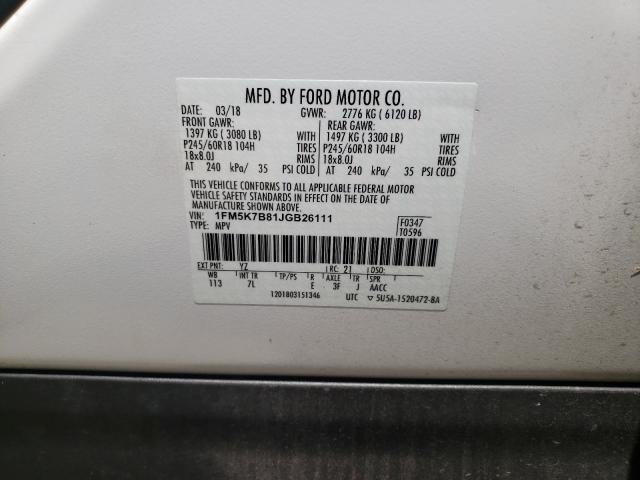 MFD. BY FORD MOTOR CO.
DATE: 03/18 GVWR: 2776 KG ( 6120 LB)
FRONT GAWR: REAR GAWR:
1397 KG ( 3080 LB) WITH 1497 KG ( 3300 LB) WITH
P245/60R18 104H TIRES P245/60R18 104H TIRES
18x8.0J RIMS 18x8.0J RIMS
AT 240 kPa/ 35 PSI COLD AT 240 kPa/ 35 PSI COLD
THIS VEHICLE CONFORMS TO ALL APPLICABLE FEDERAL MOTOR
VEHICLE SAFETY STANDARDS IN EFFECT ON THE DATE OF
MANUFACTURE SHOWN ABOVE.
VIN: 1FM5K7B81JGB26111 F0347
TYPE: MPV T0596
EXT PNT: YZ RC: 21 DSO:
WB INT TR TP/PS R AXLE TR SPR
113 7L E 3F J AACC
1201803151346 UTC ▽ 5U5A-1520472-BA